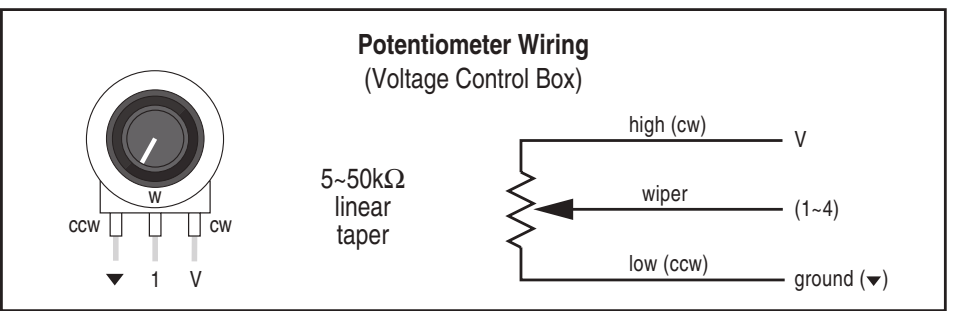 Potentiometer Wiring
(Voltage Control Box)
W
ccw
cw
▼ 1 V
5~50kΩ
linear
taper
high (cw)
V
wiper
(1~4)
low (ccw)
ground (▼)